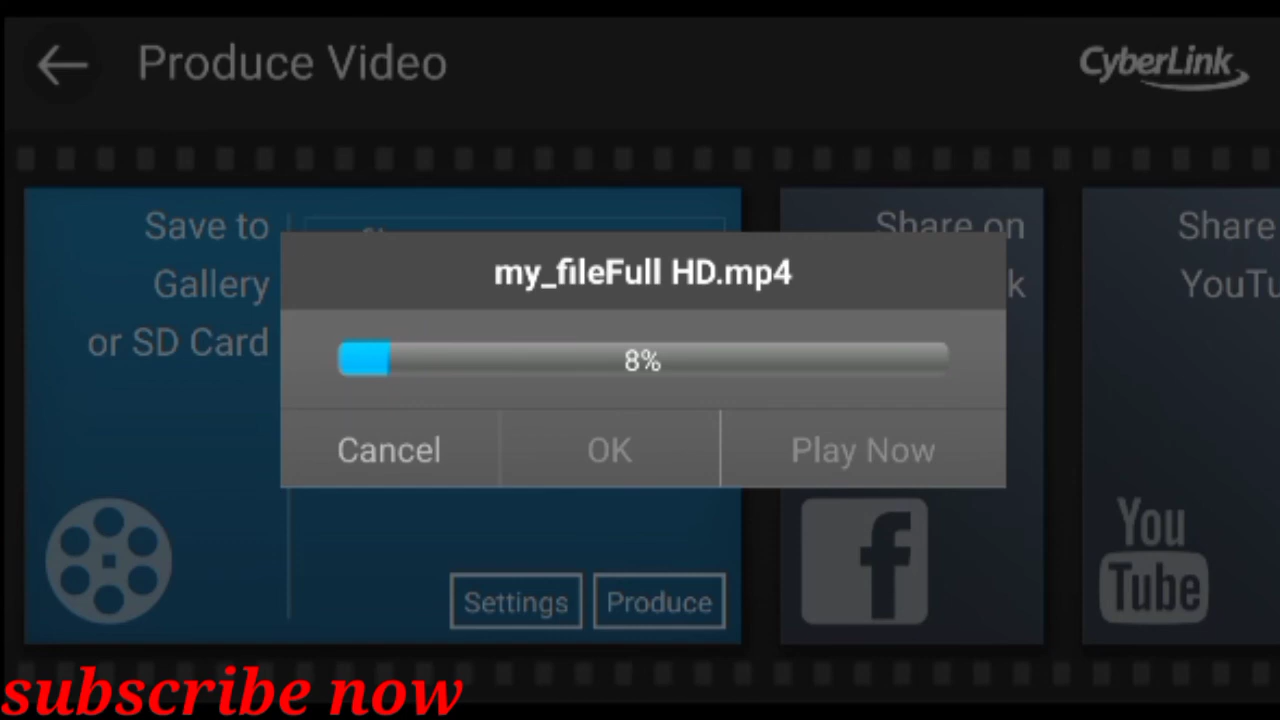 Produce Video
CyberLink
Save to
Gallery
or SD Card
Share on
k
Share
YouTu
my_fileFull HD.mp4
8%
Cancel
OK
Play Now
Settings
Produce
f
You
Tube
subscribe now